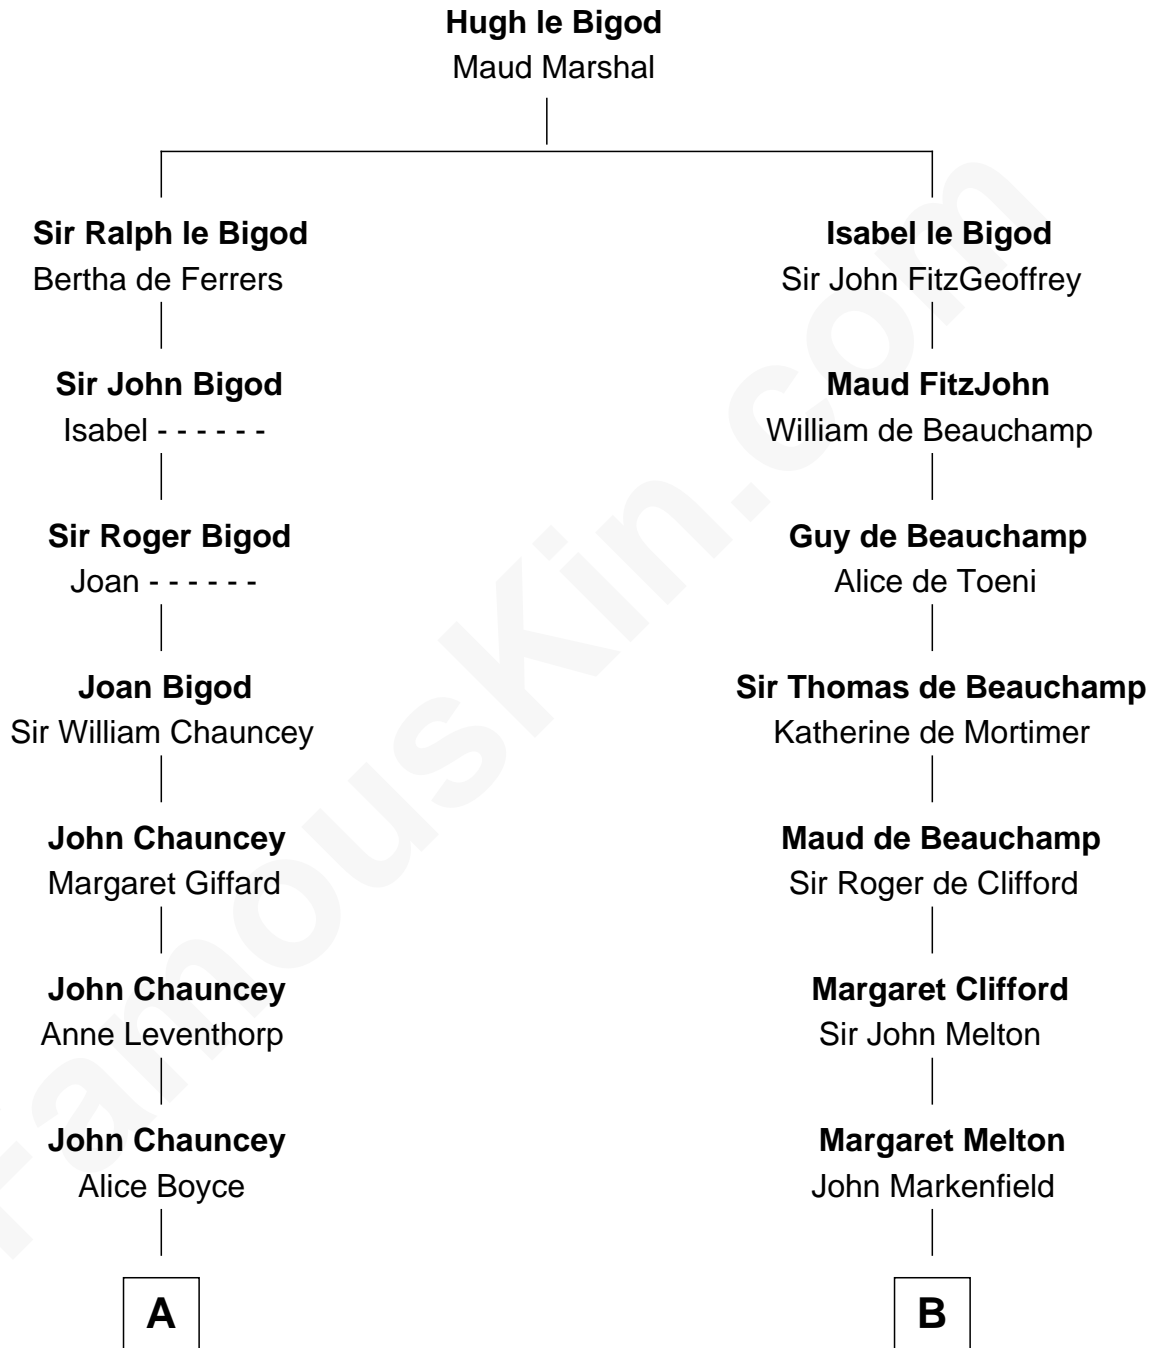 Hugh le Bigod
Maud Marshal
Sir Ralph le Bigod
Bertha de Ferrers
Isabel le Bigod
Sir John FitzGeoffrey
Sir John Bigod
Isabel - - - - - -
Maud FitzJohn
William de Beauchamp
Sir Roger Bigod
Joan - - - - - -
Guy de Beauchamp
Alice de Toeni
Joan Bigod
Sir William Chauncey
Sir Thomas de Beauchamp
Katherine de Mortimer
John Chauncey
Margaret Giffard
Maud de Beauchamp
Sir Roger de Clifford
John Chauncey
Anne Leventhorp
Margaret Clifford
Sir John Melton
John Chauncey
Alice Boyce
Margaret Melton
John Markenfield
A
B
FamousKin.com